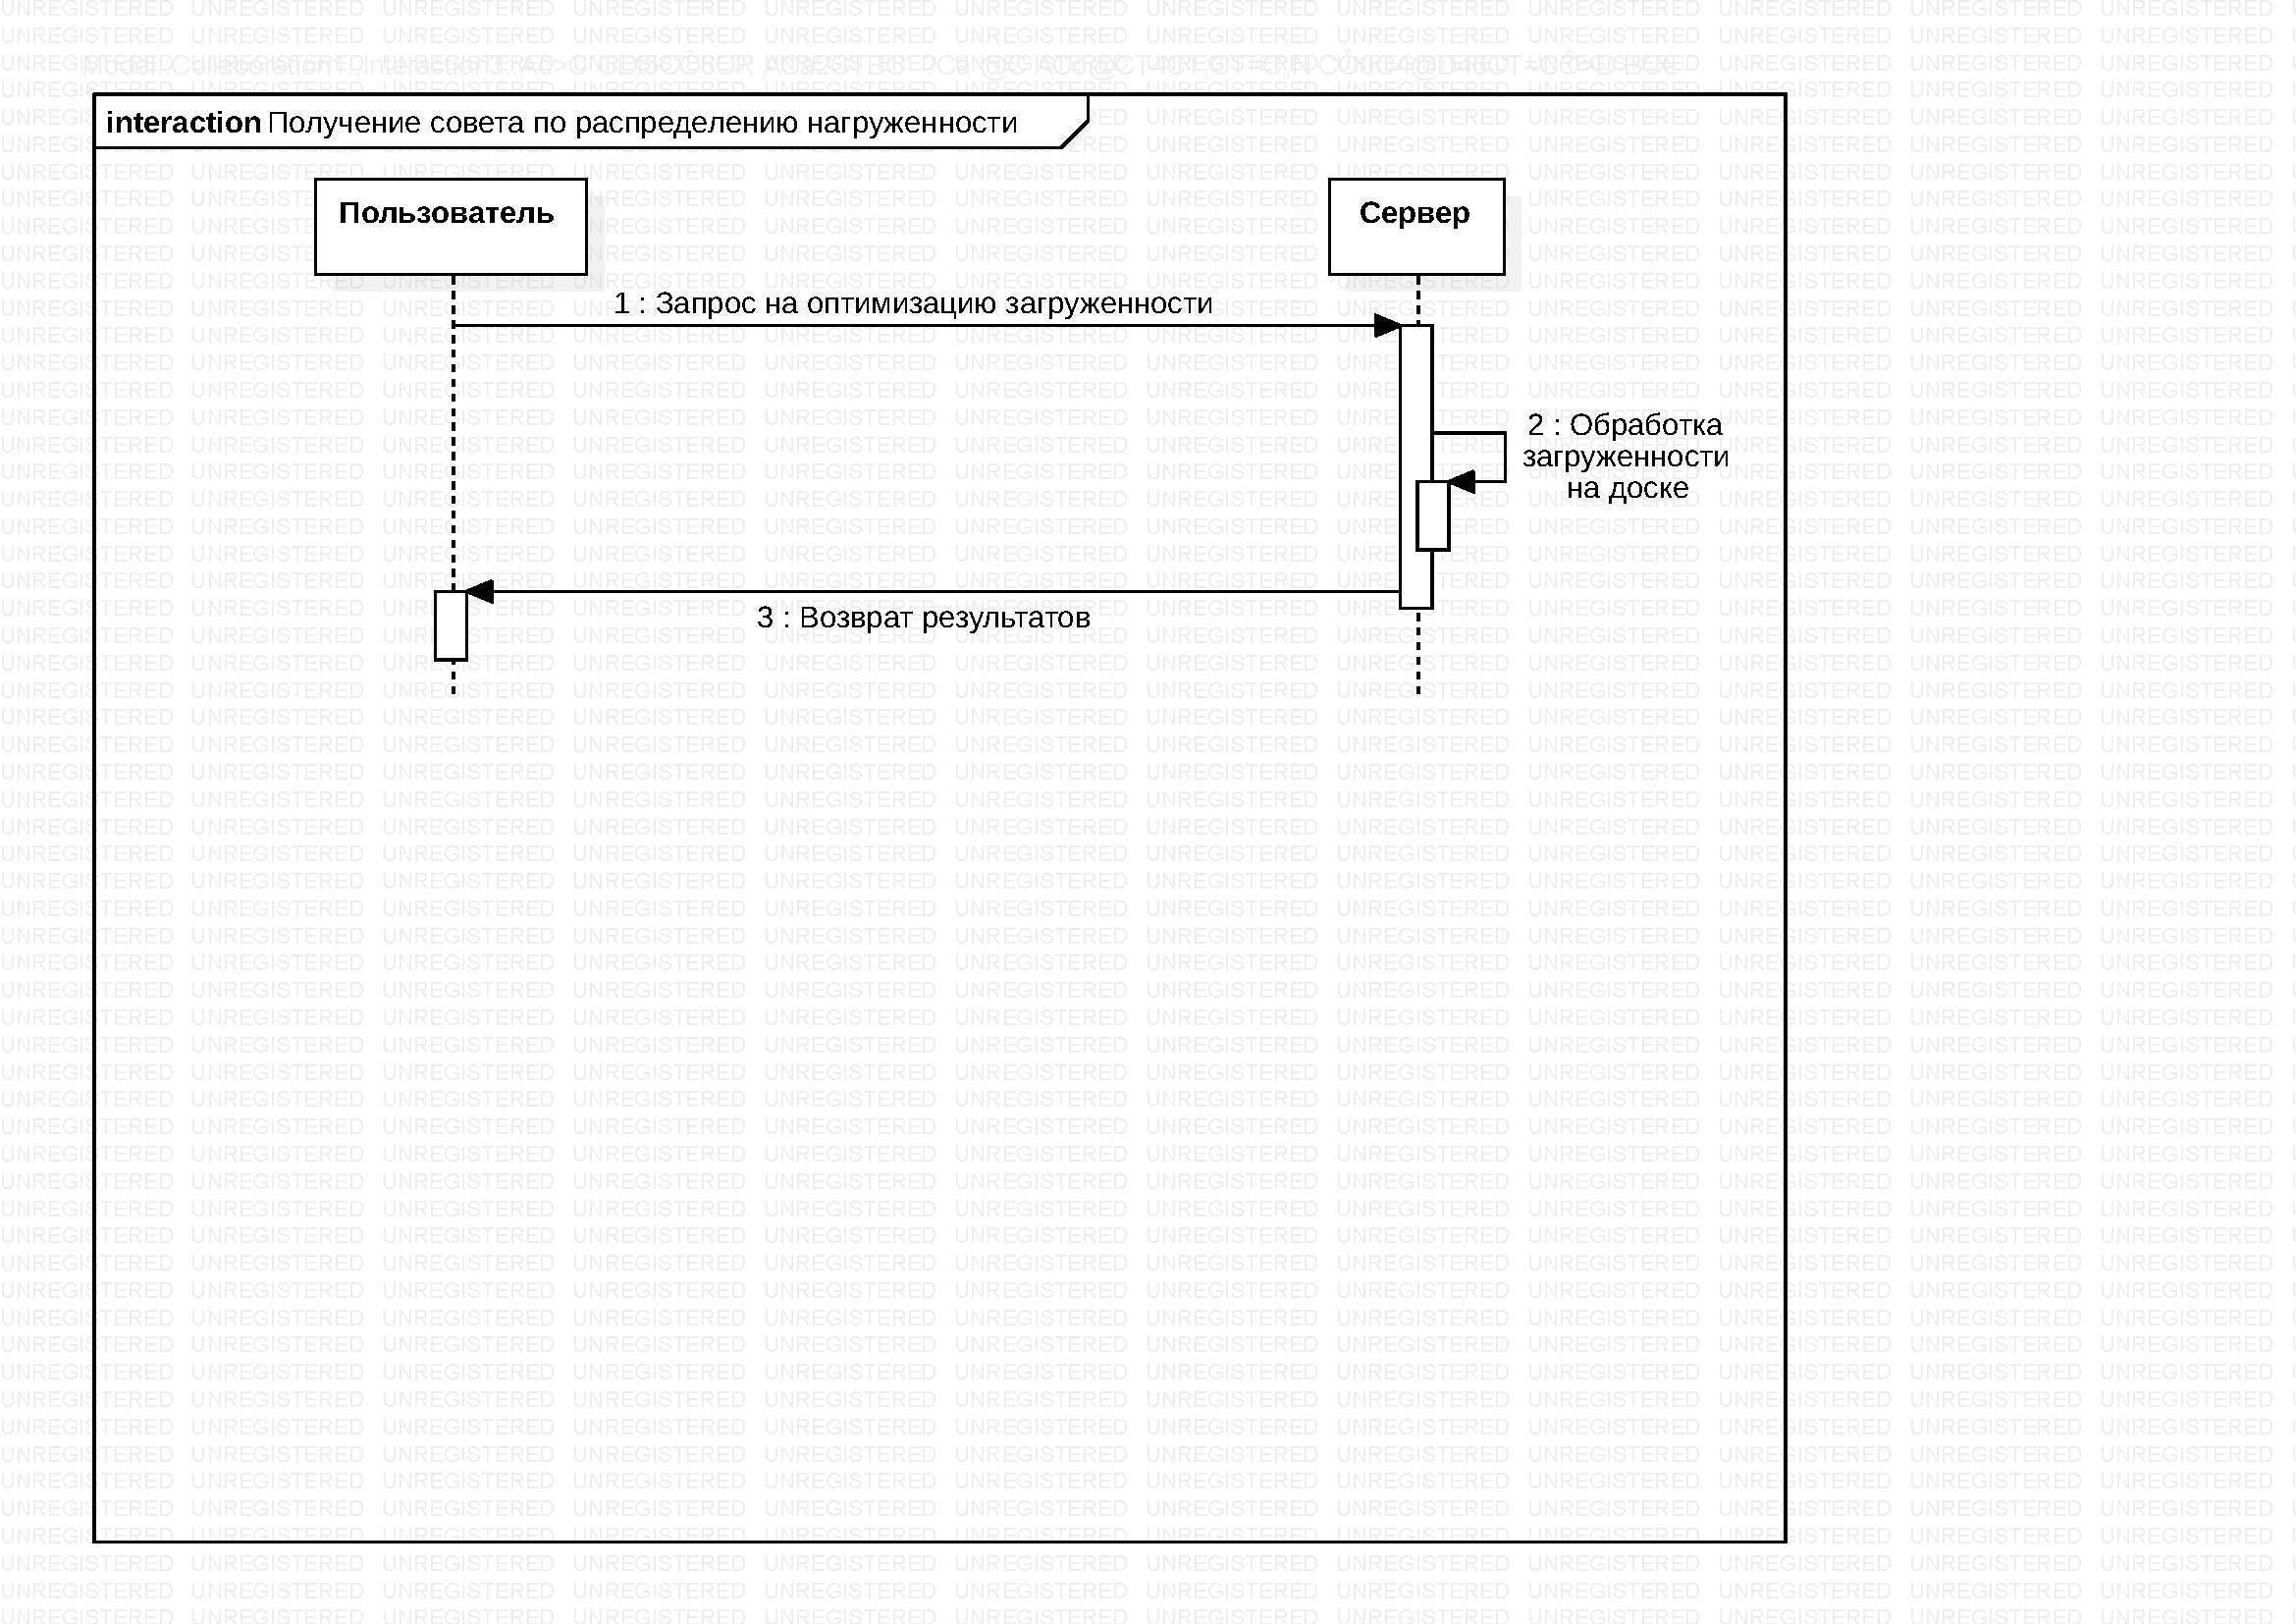 interaction Получение совета по распределению нагруженности
Пользователь
Сервер
1 : Запрос на оптимизацию загруженности
2 : Обработка
загруженности
на доске
3 : Возврат результатов
UNREGISTERED